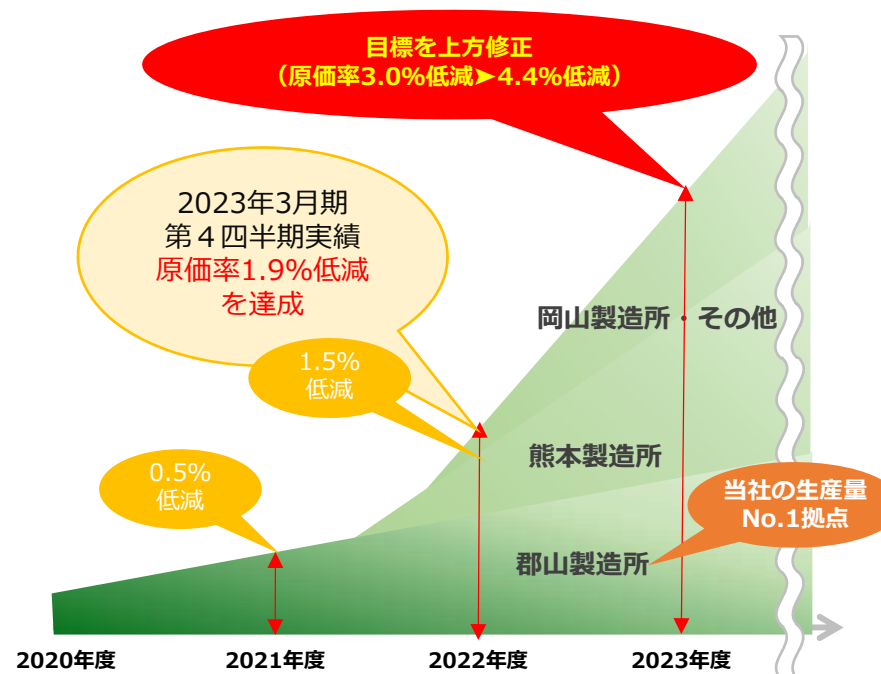 目標を上方修正
（原価率3.0%低減➤4.4%低減）
2023年3月期
第４四半期実績
原価率1.9%低減
を達成
1.5%
低減
0.5%
低減
岡山製造所・その他
熊本製造所
郡山製造所
当社の生産量
No.1拠点
2020年度
2021年度
2022年度
2023年度